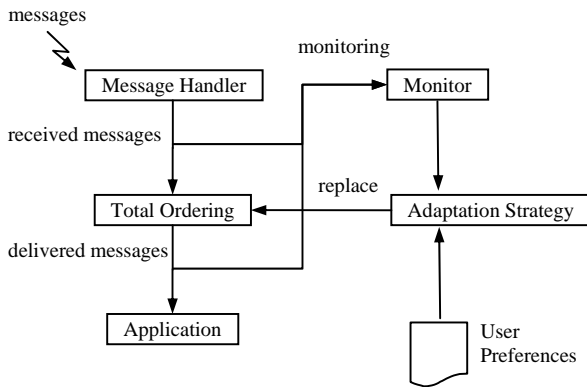 messages
monitoring
Message Handler
Monitor
received messages
replace
Total Ordering
Adaptation Strategy
delivered messages
Application
User
Preferences